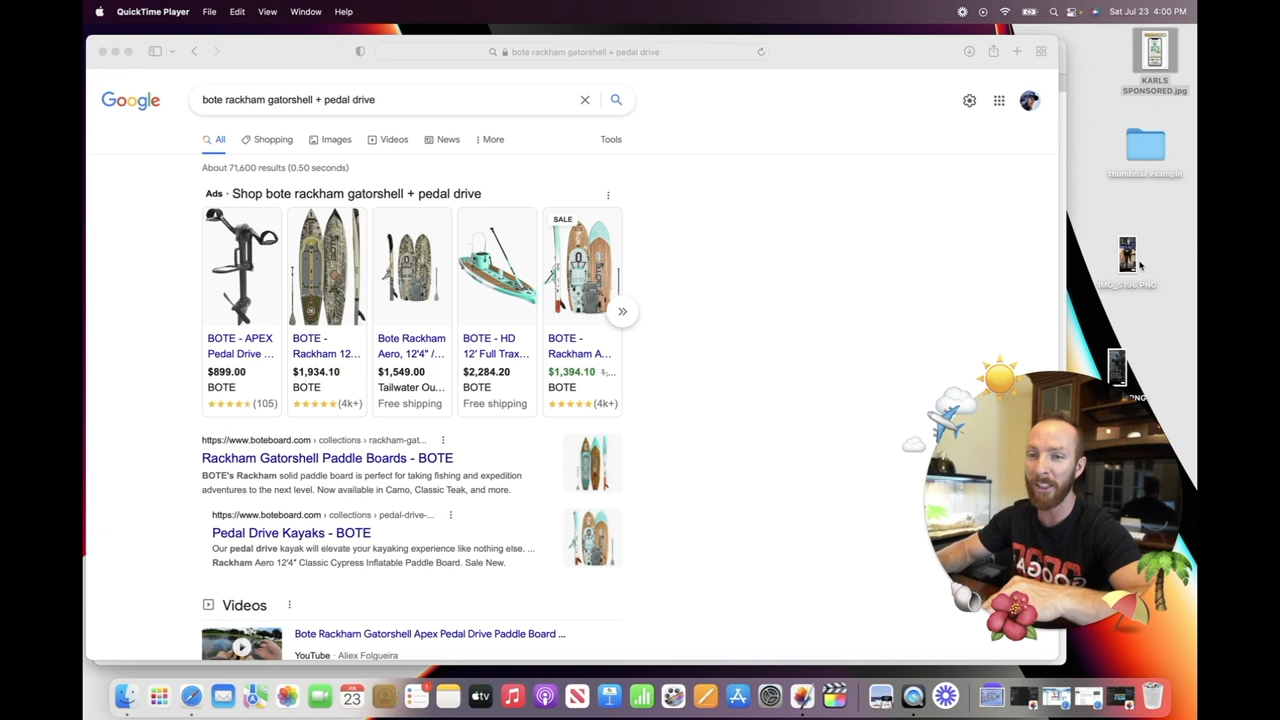 QuickTime Player File Edit View Window Help
Sat Jul 23 4:00 PM
bote rackham gatorshell + pedal drive
Google
bote rackham gatorshell + pedal drive
All Shopping Images Videos News More Tools
About 71,600 results (0.50 seconds)
Ads · Shop bote rackham gatorshell + pedal drive
SALE
BOTE - APEX
Pedal Drive ...
$899.00
BOTE
(105)
BOTE -
Rackham 12...
$1,934.10
BOTE
(4k+)
Bote Rackham
Aero, 12'4" /...
$1,549.00
Tailwater Ou...
Free shipping
BOTE - HD
12' Full Trax...
$2,284.20
BOTE
Free shipping
BOTE -
Rackham A...
$1,394.10
BOTE
(4k+)
https://www.boteboard.com › collections › rackham-gat...
Rackham Gatorshell Paddle Boards - BOTE
BOTE's Rackham solid paddle board is perfect for taking fishing and expedition
adventures to the next level. Now available in Camo, Classic Teak, and more.
https://www.boteboard.com › collections › pedal-drive-...
Pedal Drive Kayaks - BOTE
Our pedal drive kayak will elevate your kayaking experience like nothing else. ...
Rackham Aero 12'4" Classic Cypress Inflatable Paddle Board. Sale New.
Videos
Bote Rackham Gatorshell Apex Pedal Drive Paddle Board ...
YouTube · Aliex Folgueira
KARLS
SPONSORED.jpg
thumbnail example
IMG_5196.PNG
JUL
23
tv